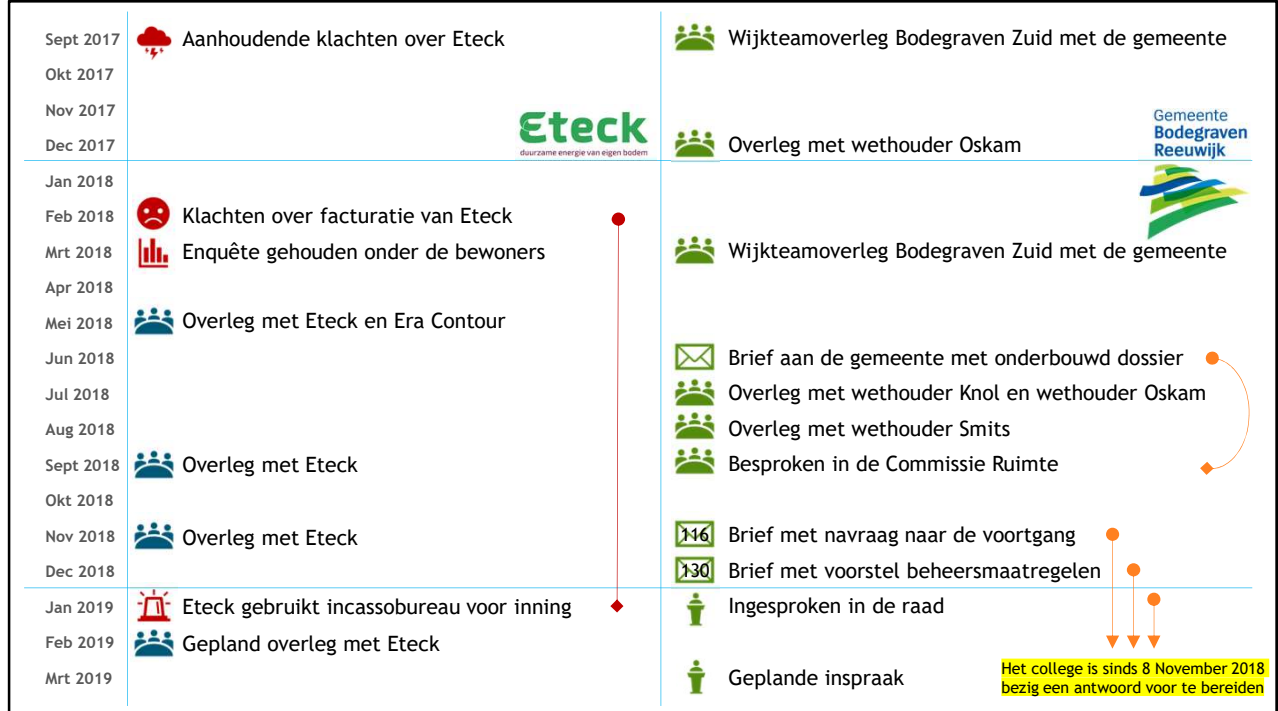 Sept 2017 Aanhoudende klachten over Eteck Wijkteamoverleg Bodegraven Zuid met de gemeente
Okt 2017
Nov 2017
Eteck
duurzame energie van eigen bodem
Gemeente
Bodegraven
Reeuwijk
Dec 2017 Overleg met wethouder Oskam
Jan 2018
Feb 2018 Klachten over facturatie van Eteck
Mrt 2018 Enquête gehouden onder de bewoners Wijkteamoverleg Bodegraven Zuid met de gemeente
Apr 2018
Mei 2018 Overleg met Eteck en Era Contour
Jun 2018 Brief aan de gemeente met onderbouwd dossier
Jul 2018 Overleg met wethouder Knol en wethouder Oskam
Aug 2018 Overleg met wethouder Smits
Sept 2018 Overleg met Eteck Besproken in de Commissie Ruimte
Okt 2018
Nov 2018 Overleg met Eteck 116 Brief met navraag naar de voortgang
Dec 2018 130 Brief met voorstel beheersmaatregelen
Jan 2019 Eteck gebruikt incassobureau voor inning Ingesproken in de raad
Feb 2019 Gepland overleg met Eteck
Mrt 2019 Geplande inspraak
Het college is sinds 8 November 2018
bezig een antwoord voor te bereiden